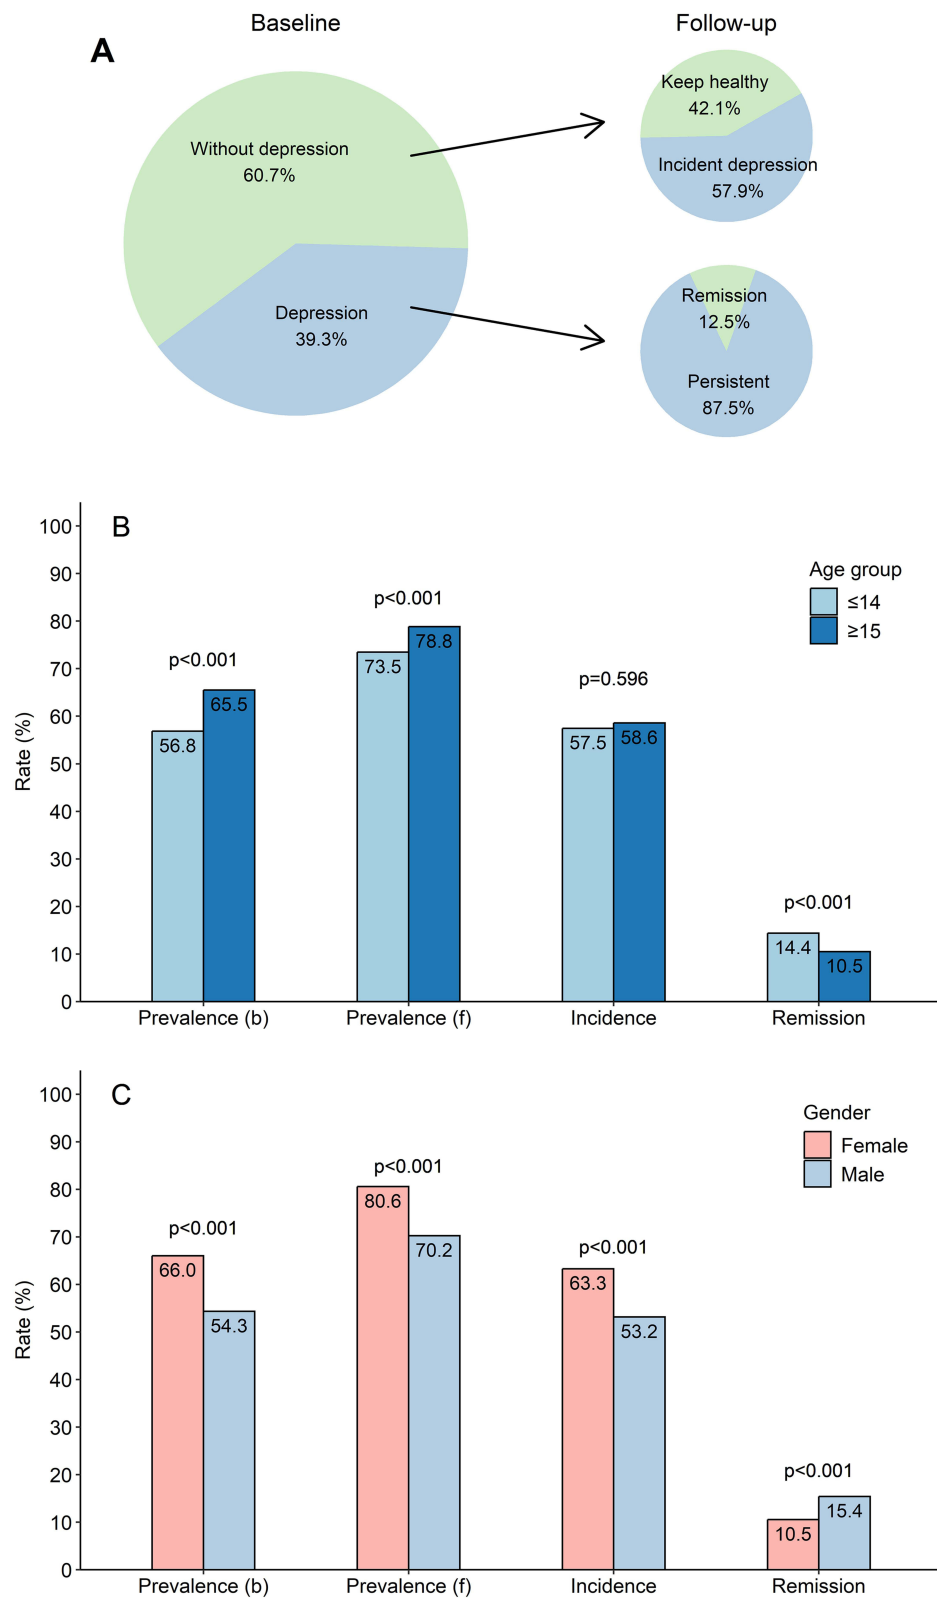 Baseline
Follow-up
A
Without depression
60.7%
Depression
39.3%
Keep healthy
42.1%
Incident depression
57.9%
Remission
12.5%
Persistent
87.5%
B
Rate (%)
100
90
80
70
60
50
40
30
20
10
0
p<0.001
56.8
65.5
p<0.001
73.5
78.8
p=0.596
57.5
58.6
p<0.001
14.4
10.5
Age group
≤14
≥15
Prevalence (b)
Prevalence (f)
Incidence
Remission
C
Rate (%)
100
90
80
70
60
50
40
30
20
10
0
p<0.001
66.0
54.3
p<0.001
80.6
70.2
p<0.001
63.3
53.2
p<0.001
10.5
15.4
Gender
Female
Male
Prevalence (b)
Prevalence (f)
Incidence
Remission